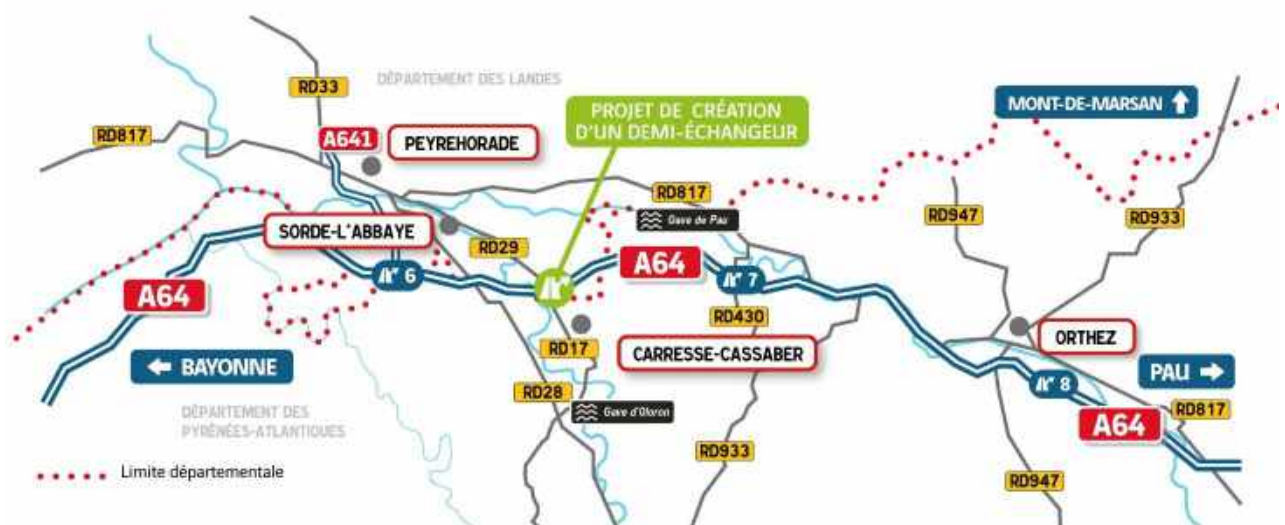 DÉPARTEMENT DES LANDES
RD33
PROJET DE CRÉATION
D'UN DEMI-ÉCHANGEUR
MONT-DE-MARSAN
RD817
A641
PEYREHORADE
RD817
RD947
RD933
Gave de Pau
SORDE-L'ABBAYE
RD29
A64
6
7
A64
RD430
ORTHEZ
CARRESSE-CASSABER
RD17
BAYONNE
PAU
8
RD28
DÉPARTEMENT DES
PYRÉNÉES-ATLANTIQUES
Gave d'Oloron
RD817
A64
RD933
Limite départementale
RD947